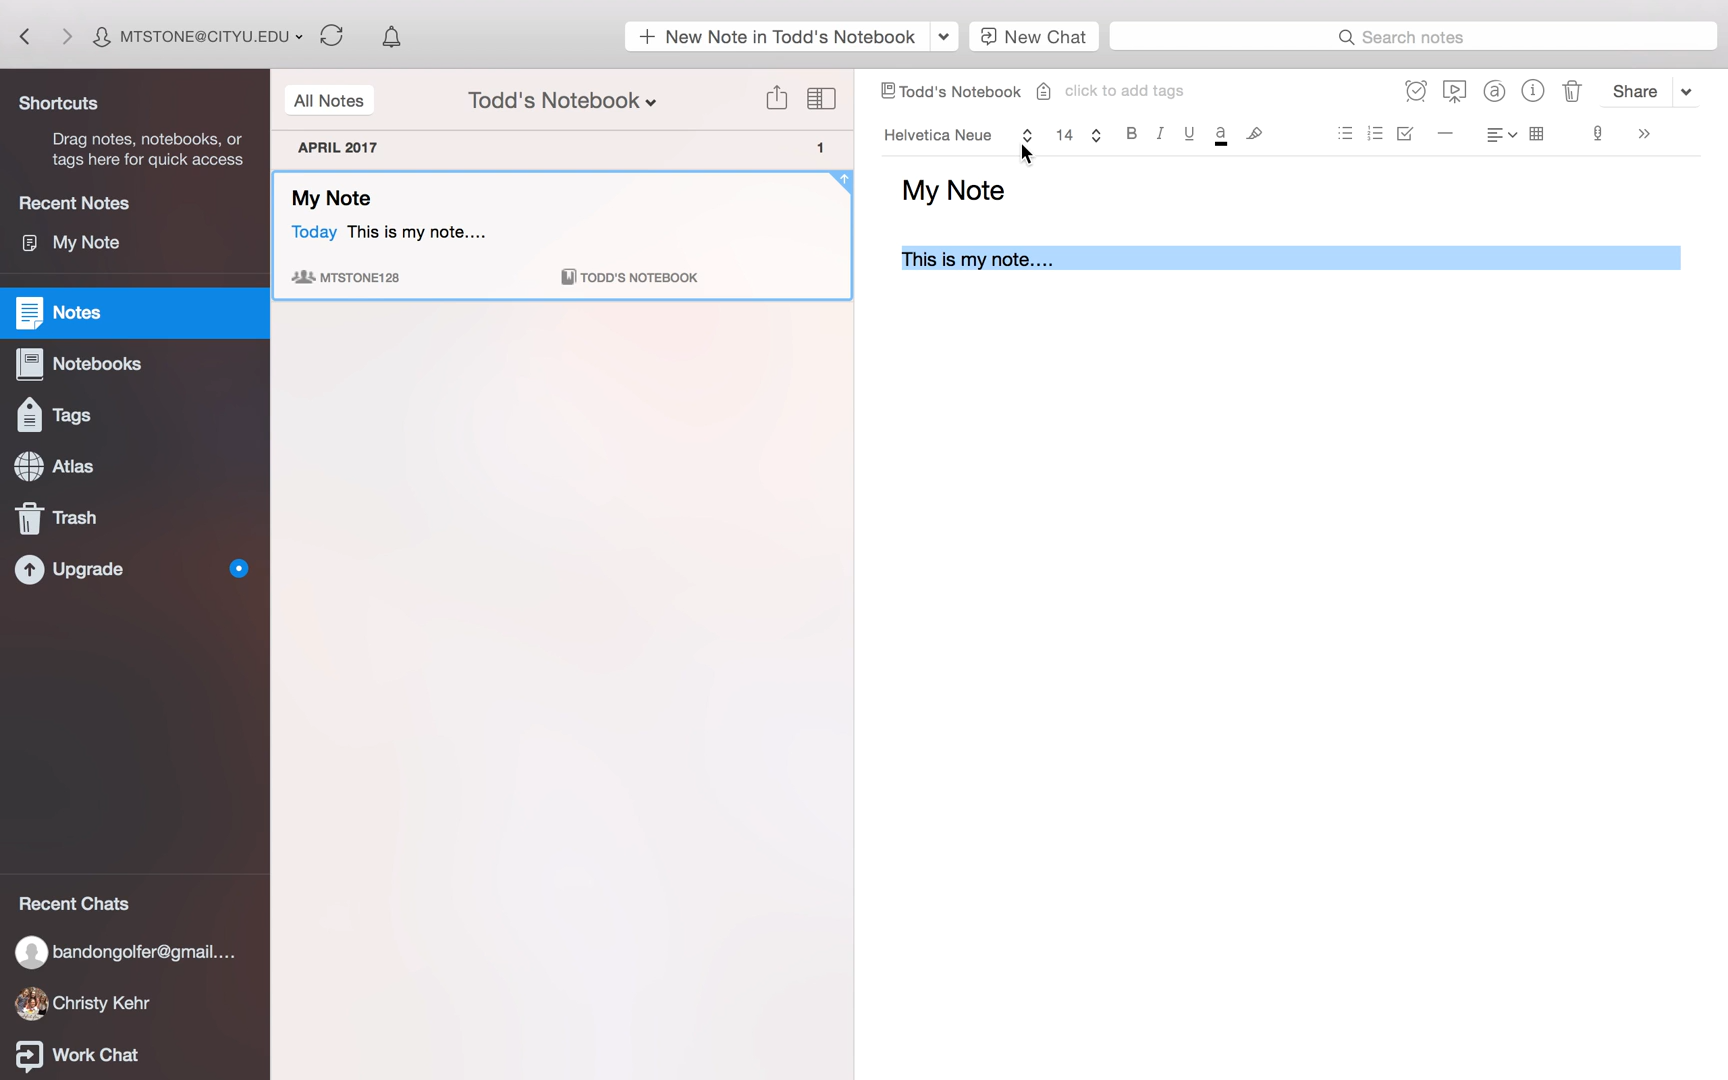 MTSTONE@CITYU.EDU
New Note in Todd's Notebook
New Chat
Search notes
Shortcuts
Drag notes, notebooks, or
tags here for quick access
Recent Notes
My Note
Notes
Notebooks
Tags
Atlas
Trash
Upgrade
Recent Chats
bandongolfer@gmail....
Christy Kehr
Work Chat
All Notes
Todd's Notebook
APRIL 2017 1
My Note
Today This is my note....
MTSTONE128 TODD'S NOTEBOOK
Todd's Notebook click to add tags
Share
Helvetica Neue 14 B I U a
My Note
This is my note....